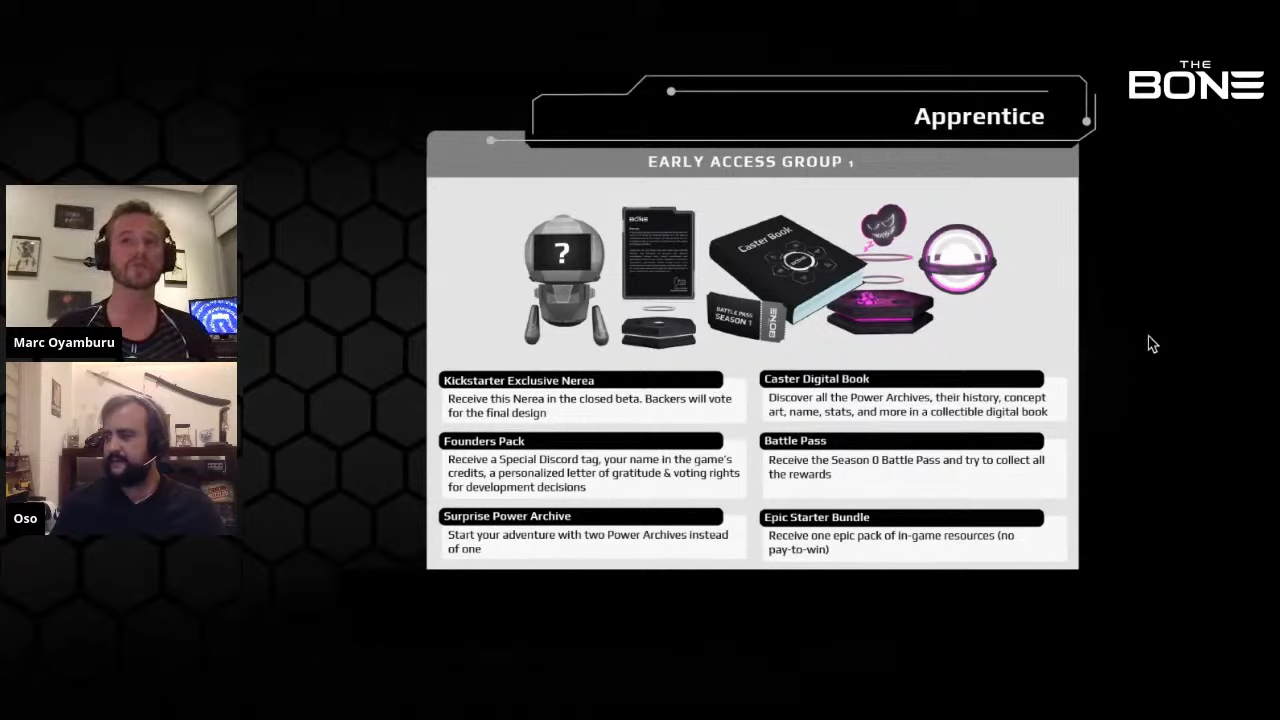 THE
BONE
Apprentice
EARLY ACCESS GROUP 1
?
BONE
Caster Book
BATTLE PASS
SEASON 1
BONE
Marc Oyamburu
Oso
Kickstarter Exclusive Nerea
Receive this Nerea in the closed beta. Backers will vote
for the final design
Founders Pack
Receive a Special Discord tag, your name in the game's
credits, a personalized letter of gratitude & voting rights
for development decisions
Surprise Power Archive
Start your adventure with two Power Archives instead
of one
Caster Digital Book
Discover all the Power Archives, their history, concept
art, name, stats, and more in a collectible digital book
Battle Pass
Receive the Season 0 Battle Pass and try to collect all
the rewards
Epic Starter Bundle
Receive one epic pack of in-game resources (no
pay-to-win)